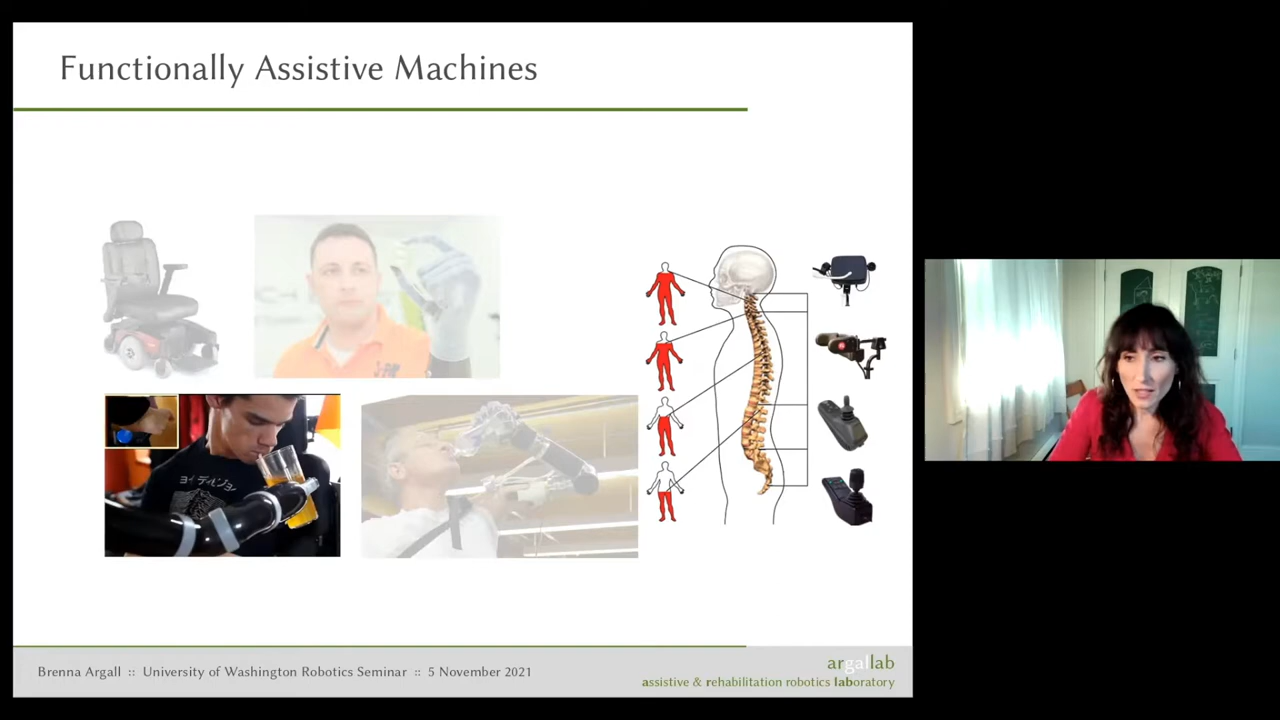 Functionally Assistive Machines
Brenna Argall :: University of Washington Robotics Seminar :: 5 November 2021
argallab
assistive & rehabilitation robotics laboratory